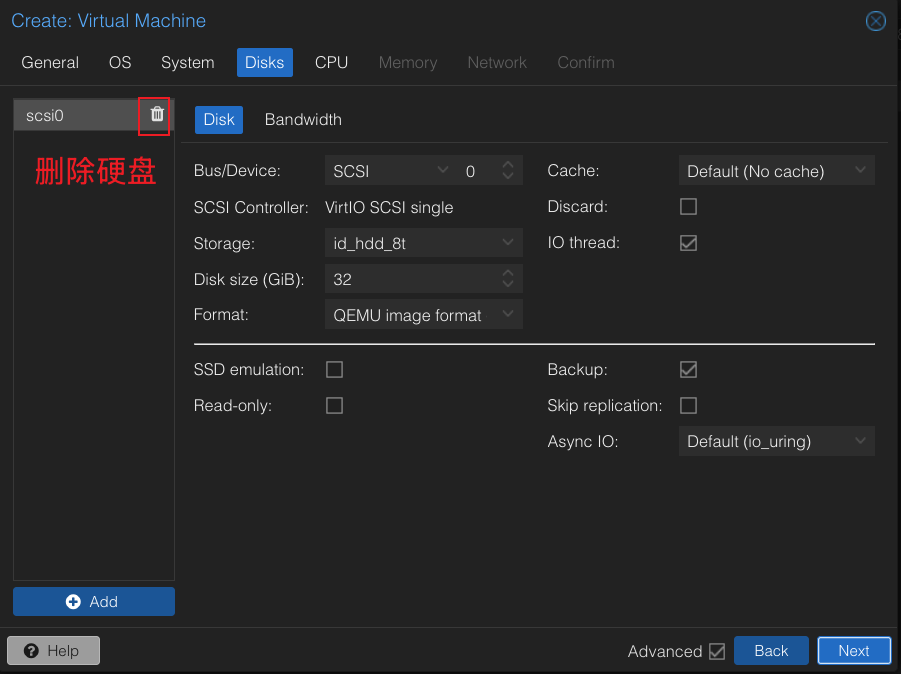 Create: Virtual Machine
General OS System Disks CPU Memory Network Confirm
scsi0
删除硬盘
Add
Disk Bandwidth
Bus/Device: SCSI 0
SCSI Controller: VirtIO SCSI single
Storage: id_hdd_8t
Disk size (GiB): 32
Format: QEMU image format
Cache: Default (No cache)
Discard:
IO thread:
SSD emulation:
Read-only:
Backup:
Skip replication:
Async IO: Default (io_uring)
Help
Advanced Back Next